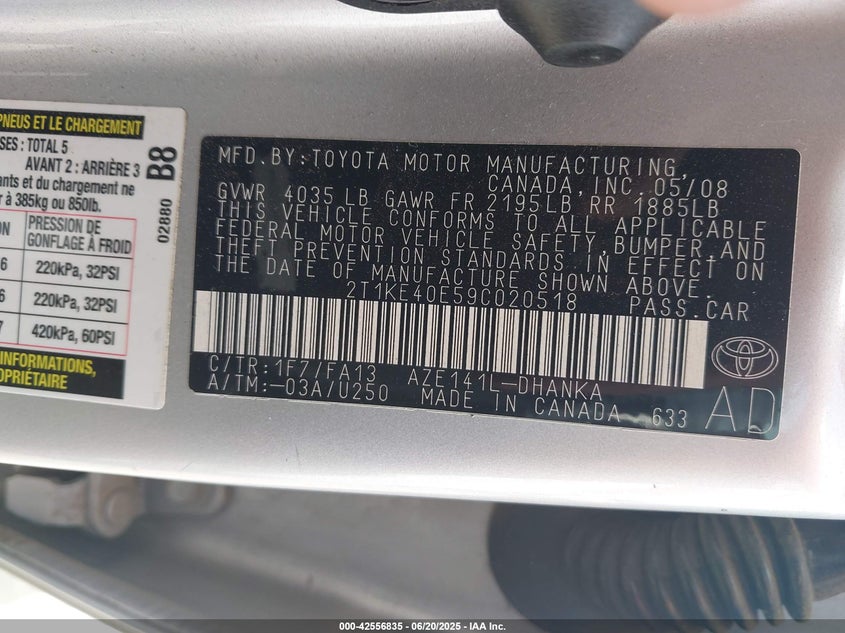 PNEUS ET LE CHARGEMENT
SES : TOTAL 5
AVANT 2 : ARRIÈRE 3
ants et du chargement ne
r à 385kg ou 850lb.
B8
02880
ON PRESSION DE
GONFLAGE À FROID
6 220kPa, 32PSI
6 220kPa, 32PSI
7 420kPa, 60PSI
INFORMATIONS,
PROPRIÉTAIRE
MFD.BY:TOYOTA MOTOR MANUFACTURING,
CANADA,INC.05/08
GVWR 4035 LB GAWR FR 2195LB RR 1885LB
THIS VEHICLE CONFORMS TO ALL APPLICABLE
FEDERAL MOTOR VEHICLE SAFETY,BUMPER,AND
THEFT PREVENTION STANDARDS IN EFFECT ON
THE DATE OF MANUFACTURE SHOWN ABOVE.
2T1KE40E59C020518 PASS.CAR
C/TR:1F7/FA13 AZE141L-DHANKA
A/TM:-03A/U250 MADE IN CANADA 633
AD
000-42556835 - 06/20/2025 - IAA Inc.